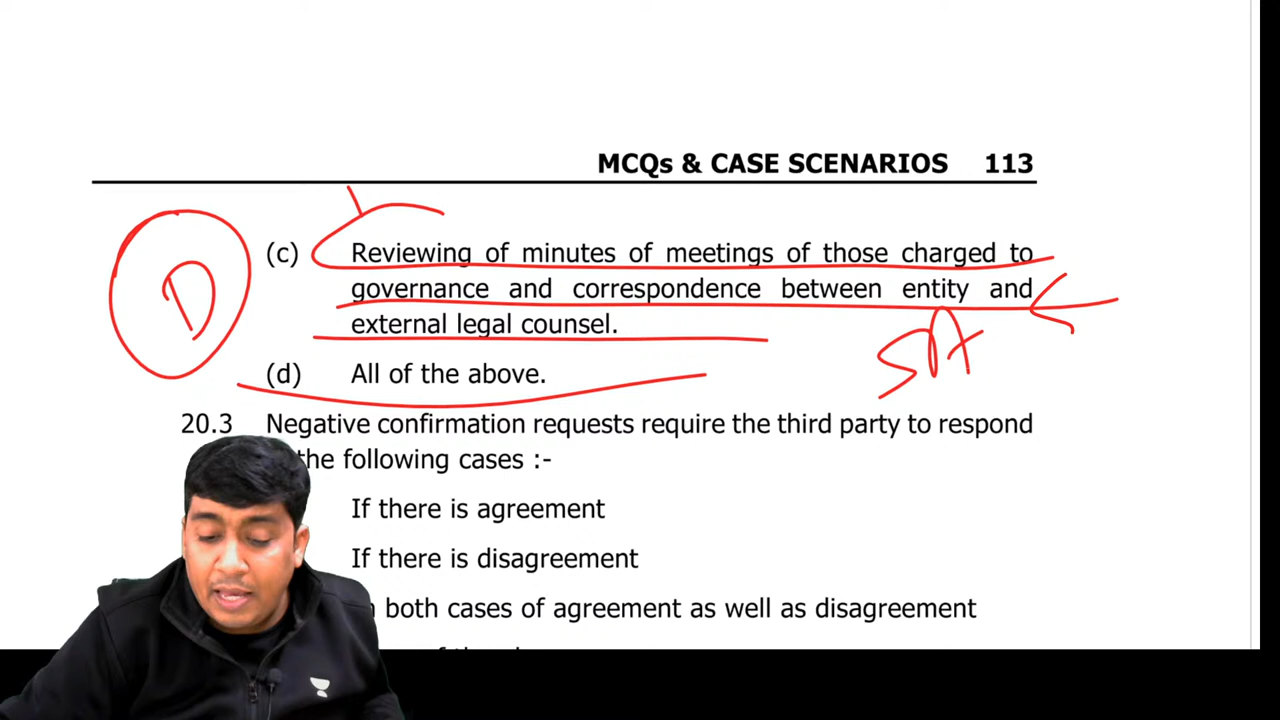 MCQs & CASE SCENARIOS 113
D
(c) Reviewing of minutes of meetings of those charged to
governance and correspondence between entity and
external legal counsel.
(d) All of the above.
20.3 Negative confirmation requests require the third party to respond
the following cases :-
If there is agreement
If there is disagreement
both cases of agreement as well as disagreement